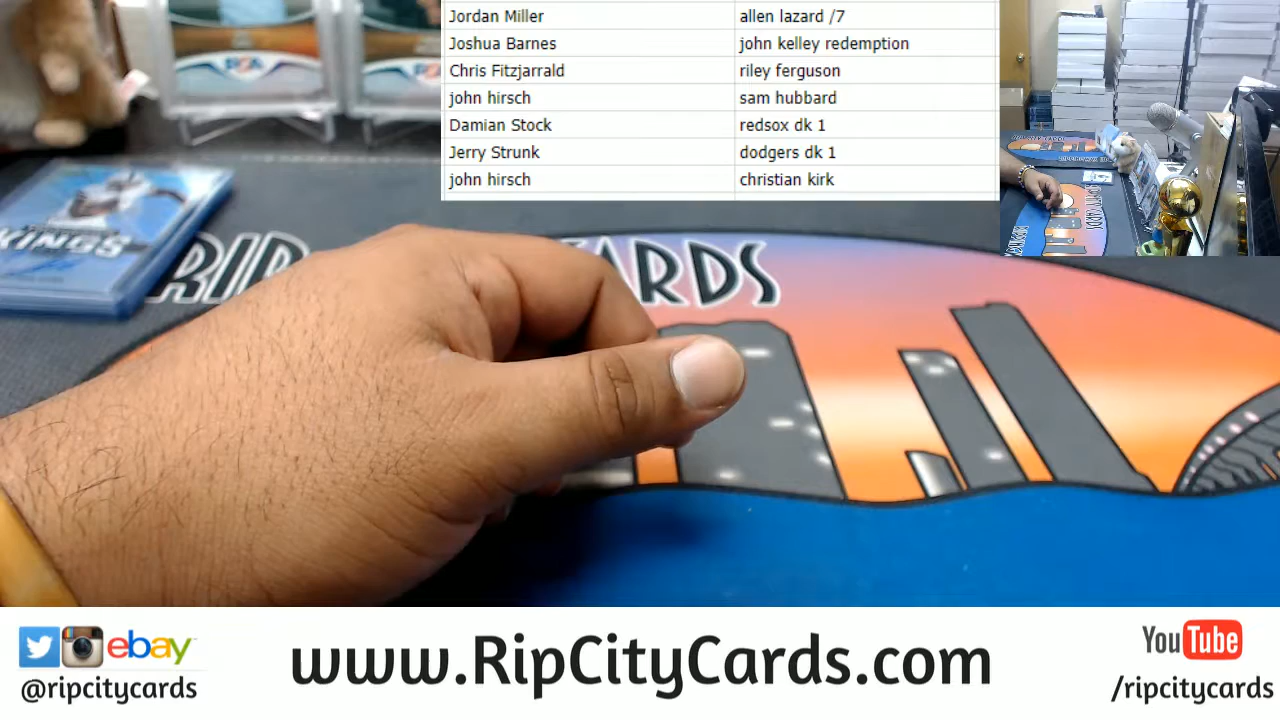 Jordan Miller allen lazard /7
Joshua Barnes john kelley redemption
Chris Fitzjarrald riley ferguson
john hirsch sam hubbard
Damian Stock redsox dk 1
Jerry Strunk dodgers dk 1
john hirsch christian kirk
PSA
KINGS
RIP CARDS
ebay
@ripcitycards
www.RipCityCards.com
YouTube
/ripcitycards